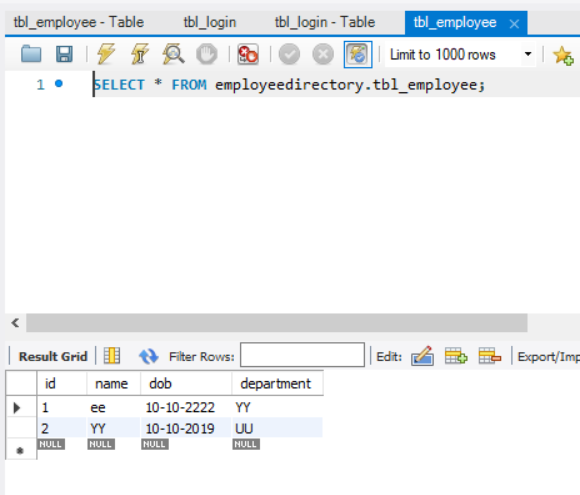 tbl_employee - Table tbl_login tbl_login - Table tbl_employee
Limit to 1000 rows
1 SELECT * FROM employeedirectory.tbl_employee;
Result Grid Filter Rows: Edit: Export/Imp
id name dob department
1 ee 10-10-2222 YY
2 YY 10-10-2019 UU
NULL NULL NULL NULL